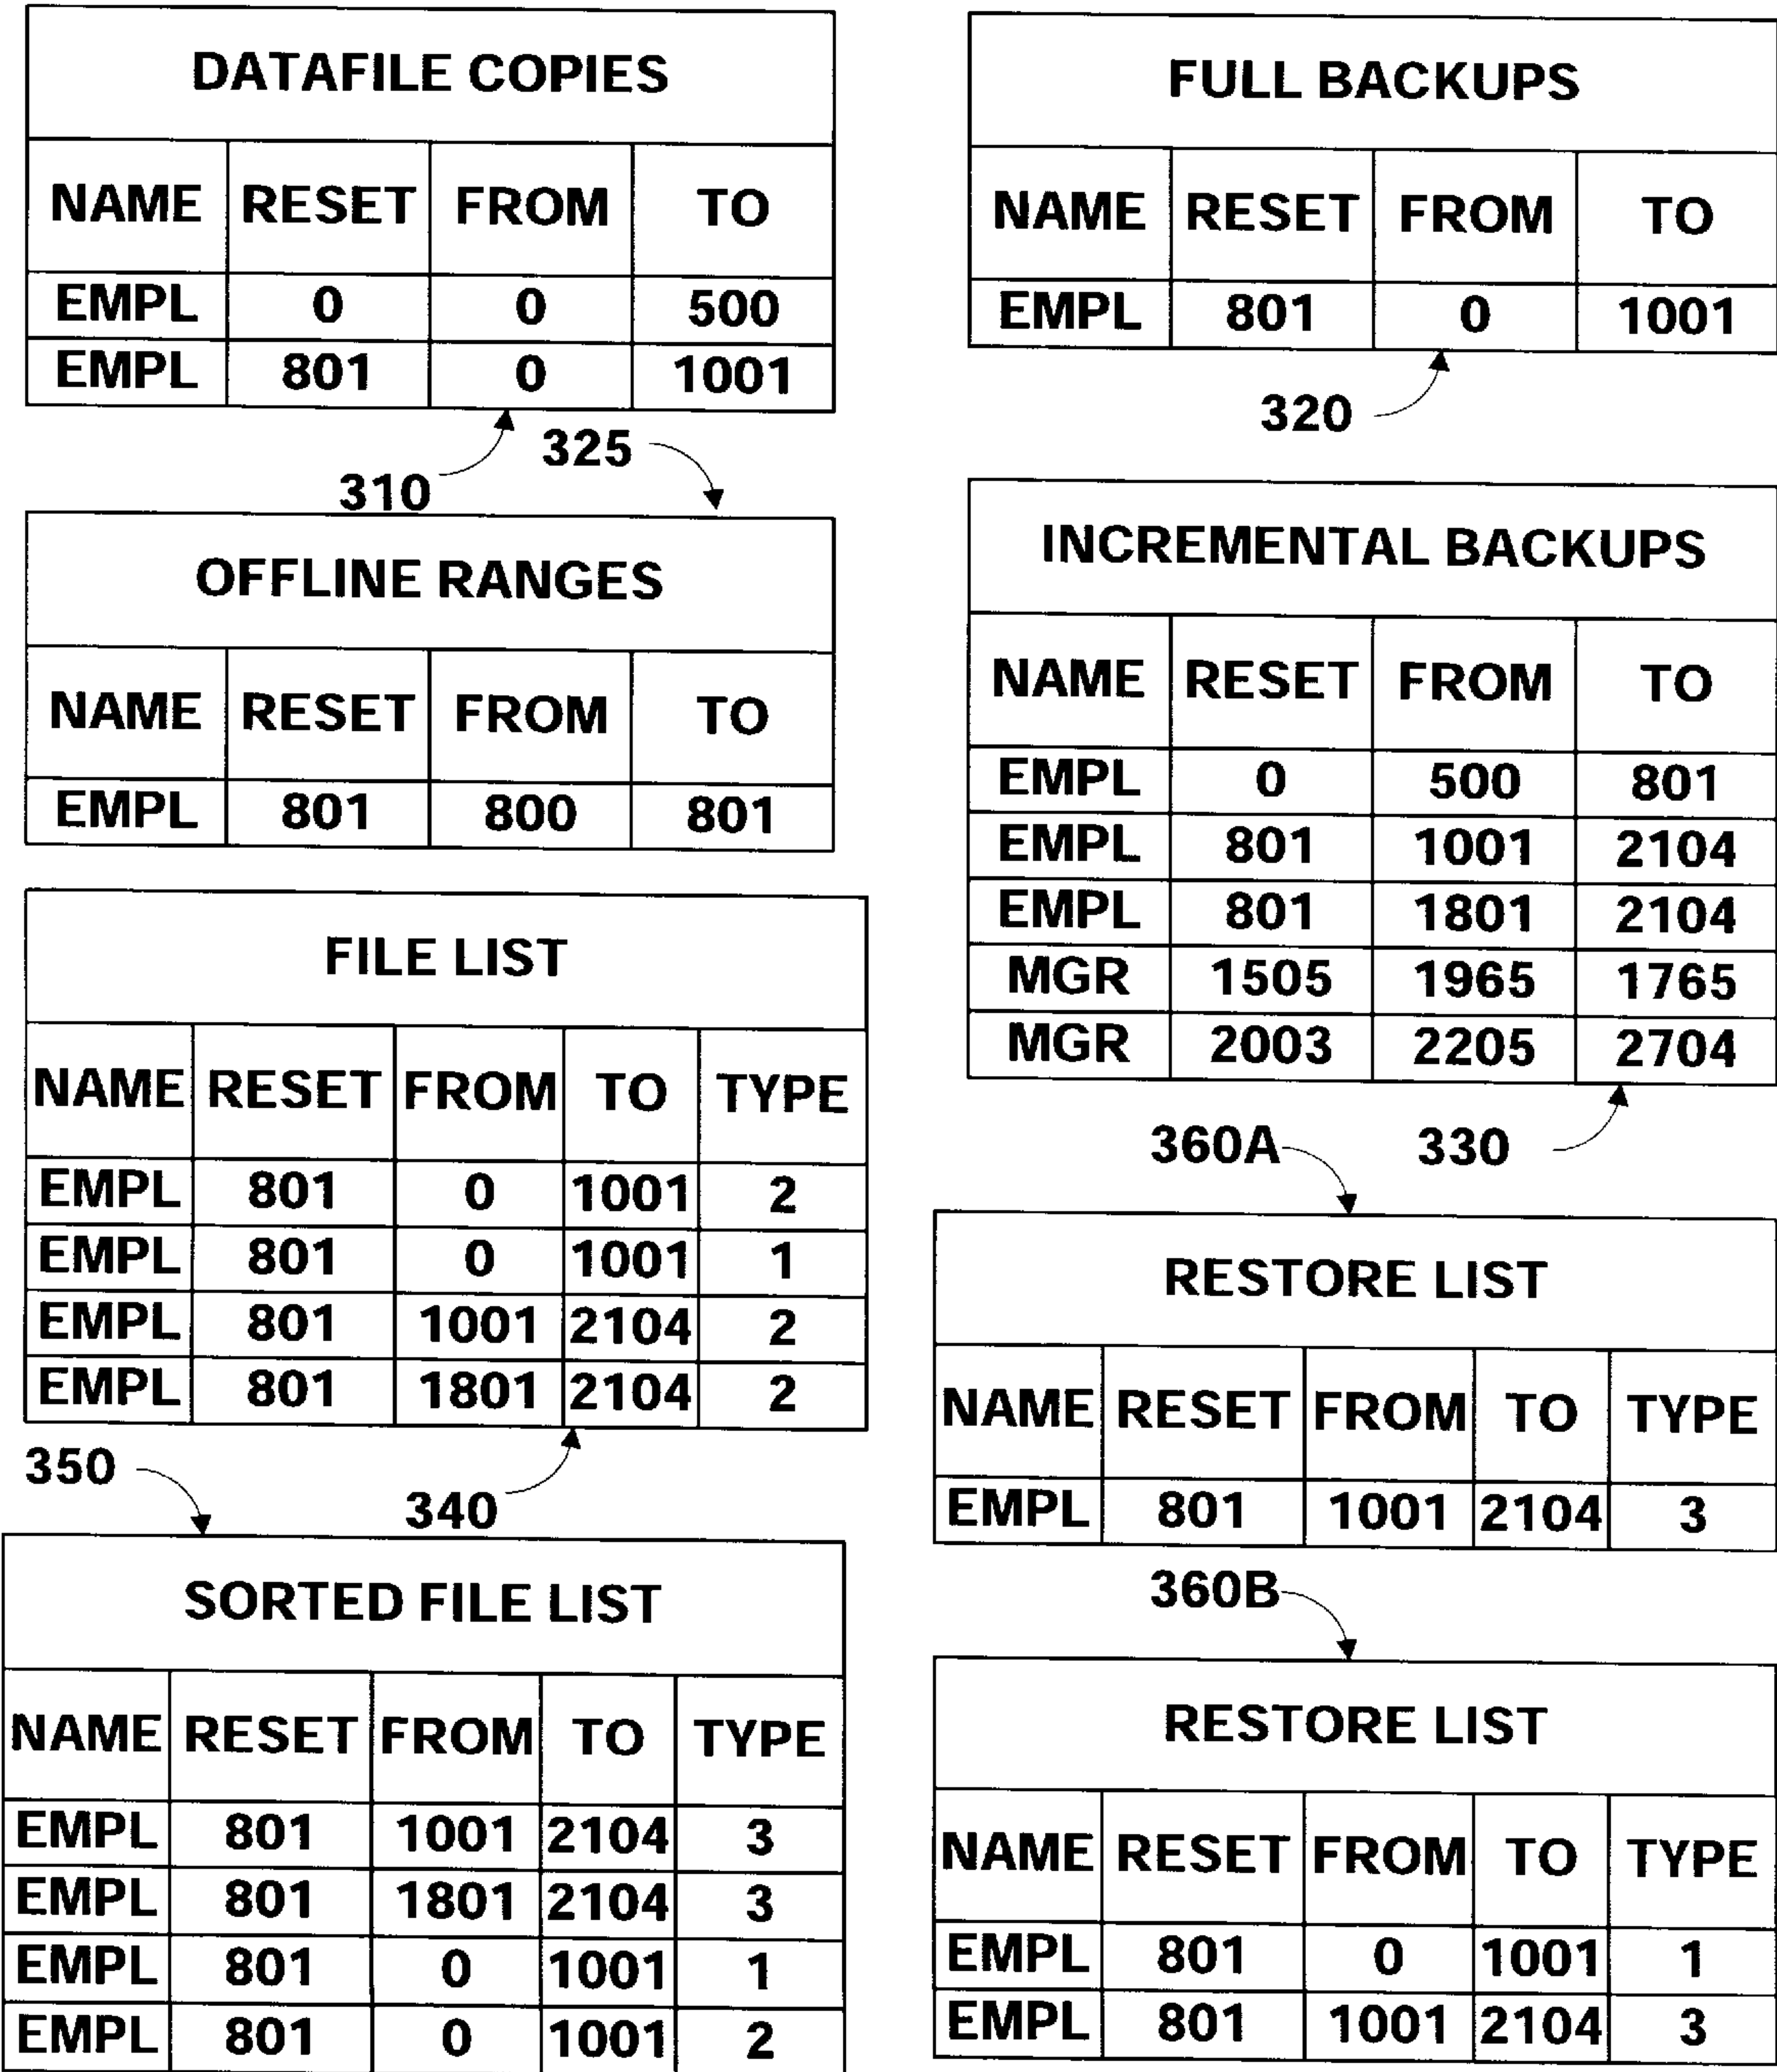 DATAFILE COPIES
NAME RESET FROM TO
EMPL 0 0 500
EMPL 801 0 1001
310
325
OFFLINE RANGES
NAME RESET FROM TO
EMPL 801 800 801
FILE LIST
NAME RESET FROM TO TYPE
EMPL 801 0 1001 2
EMPL 801 0 1001 1
EMPL 801 1001 2104 2
EMPL 801 1801 2104 2
350
340
SORTED FILE LIST
NAME RESET FROM TO TYPE
EMPL 801 1001 2104 3
EMPL 801 1801 2104 3
EMPL 801 0 1001 1
EMPL 801 0 1001 2
FULL BACKUPS
NAME RESET FROM TO
EMPL 801 0 1001
320
INCREMENTAL BACKUPS
NAME RESET FROM TO
EMPL 0 500 801
EMPL 801 1001 2104
EMPL 801 1801 2104
MGR 1505 1965 1765
MGR 2003 2205 2704
360A
330
RESTORE LIST
NAME RESET FROM TO TYPE
EMPL 801 1001 2104 3
360B
RESTORE LIST
NAME RESET FROM TO TYPE
EMPL 801 0 1001 1
EMPL 801 1001 2104 3